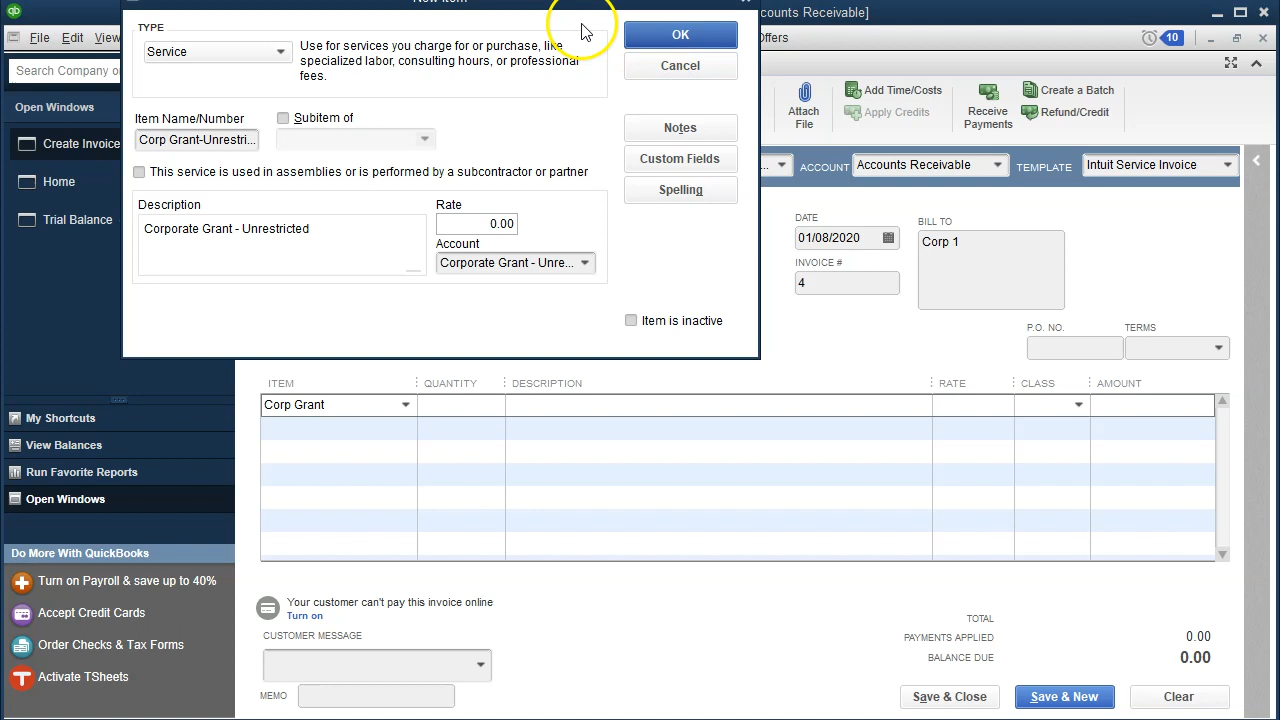 New Item
ccounts Receivable]
File Edit View
Offers
10
TYPE
Service
Use for services you charge for or purchase, like
specialized labor, consulting hours, or professional
fees.
OK
Cancel
Search Company o
Open Windows
Create Invoice
Home
Trial Balance
Item Name/Number
Subitem of
Corp Grant-Unrestri...
Notes
Custom Fields
Spelling
This service is used in assemblies or is performed by a subcontractor or partner
Description
Corporate Grant - Unrestricted
Rate
0.00
Account
Corporate Grant - Unre...
Item is inactive
Attach
File
Add Time/Costs
Apply Credits
Receive
Payments
Create a Batch
Refund/Credit
...
ACCOUNT
Accounts Receivable
TEMPLATE
Intuit Service Invoice
DATE
01/08/2020
BILL TO
Corp 1
INVOICE #
4
P.O. NO.
TERMS
ITEM QUANTITY DESCRIPTION RATE CLASS AMOUNT
Corp Grant
My Shortcuts
View Balances
Run Favorite Reports
Open Windows
Do More With QuickBooks
Turn on Payroll & save up to 40%
Accept Credit Cards
Order Checks & Tax Forms
T
Activate TSheets
Your customer can't pay this invoice online
Turn on
CUSTOMER MESSAGE
MEMO
TOTAL
PAYMENTS APPLIED 0.00
BALANCE DUE 0.00
Save & Close
Save & New
Clear